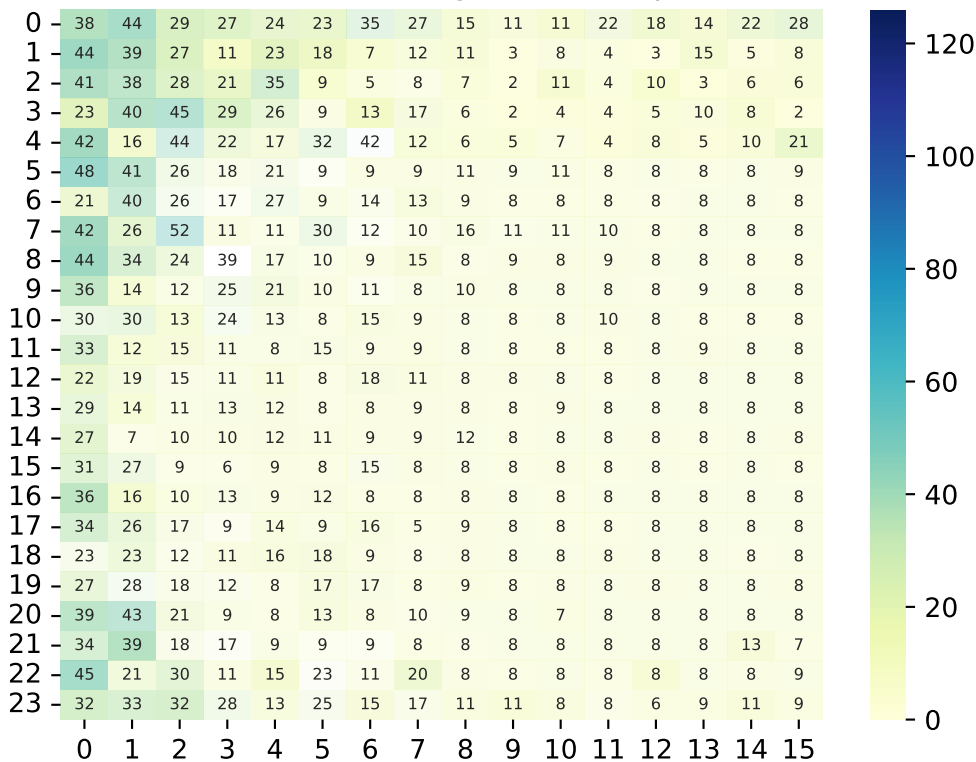 0 38 44 29 27 24 23 35 27 15 11 11 22 18 14 22 28
1 44 39 27 11 23 18 7 12 11 3 8 4 3 15 5 8
2 41 38 28 21 35 9 5 8 7 2 11 4 10 3 6 6
3 23 40 45 29 26 9 13 17 6 2 4 4 5 10 8 2
4 42 16 44 22 17 32 42 12 6 5 7 4 8 5 10 21
5 48 41 26 18 21 9 9 9 11 9 11 8 8 8 8 9
6 21 40 26 17 27 9 14 13 9 8 8 8 8 8 8 8
7 42 26 52 11 11 30 12 10 16 11 11 10 8 8 8 8
8 44 34 24 39 17 10 9 15 8 9 8 9 8 8 8 8
9 36 14 12 25 21 10 11 8 10 8 8 8 8 9 8 8
10 30 30 13 24 13 8 15 9 8 8 8 10 8 8 8 8
11 33 12 15 11 8 15 9 9 8 8 8 8 8 9 8 8
12 22 19 15 11 11 8 18 11 8 8 8 8 8 8 8 8
13 29 14 11 13 12 8 8 9 8 8 9 8 8 8 8 8
14 27 7 10 10 12 11 9 9 12 8 8 8 8 8 8 8
15 31 27 9 6 9 8 15 8 8 8 8 8 8 8 8 8
16 36 16 10 13 9 12 8 8 8 8 8 8 8 8 8 8
17 34 26 17 9 14 9 16 5 9 8 8 8 8 8 8 8
18 23 23 12 11 16 18 9 8 8 8 8 8 8 8 8 8
19 27 28 18 12 8 17 17 8 9 8 8 8 8 8 8 8
20 39 43 21 9 8 13 8 10 9 8 7 8 8 8 8 8
21 34 39 18 17 9 9 9 8 8 8 8 8 8 8 13 7
22 45 21 30 11 15 23 11 20 8 8 8 8 8 8 8 9
23 32 33 32 28 13 25 15 17 11 11 8 8 6 9 11 9
0 1 2 3 4 5 6 7 8 9 10 11 12 13 14 15
120
100
80
60
40
20
0